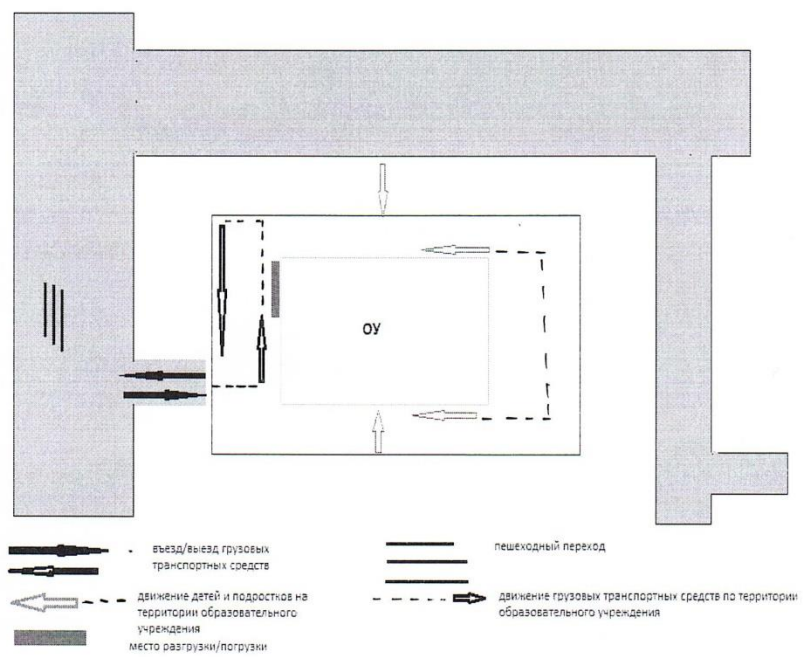 ОУ
въезд/выезд грузовых
транспортных средств
пешеходный переход
движение детей и подростков на
территории образовательного
учреждения
движение грузовых транспортных средств по территории
образовательного учреждения
место разгрузки/погрузки